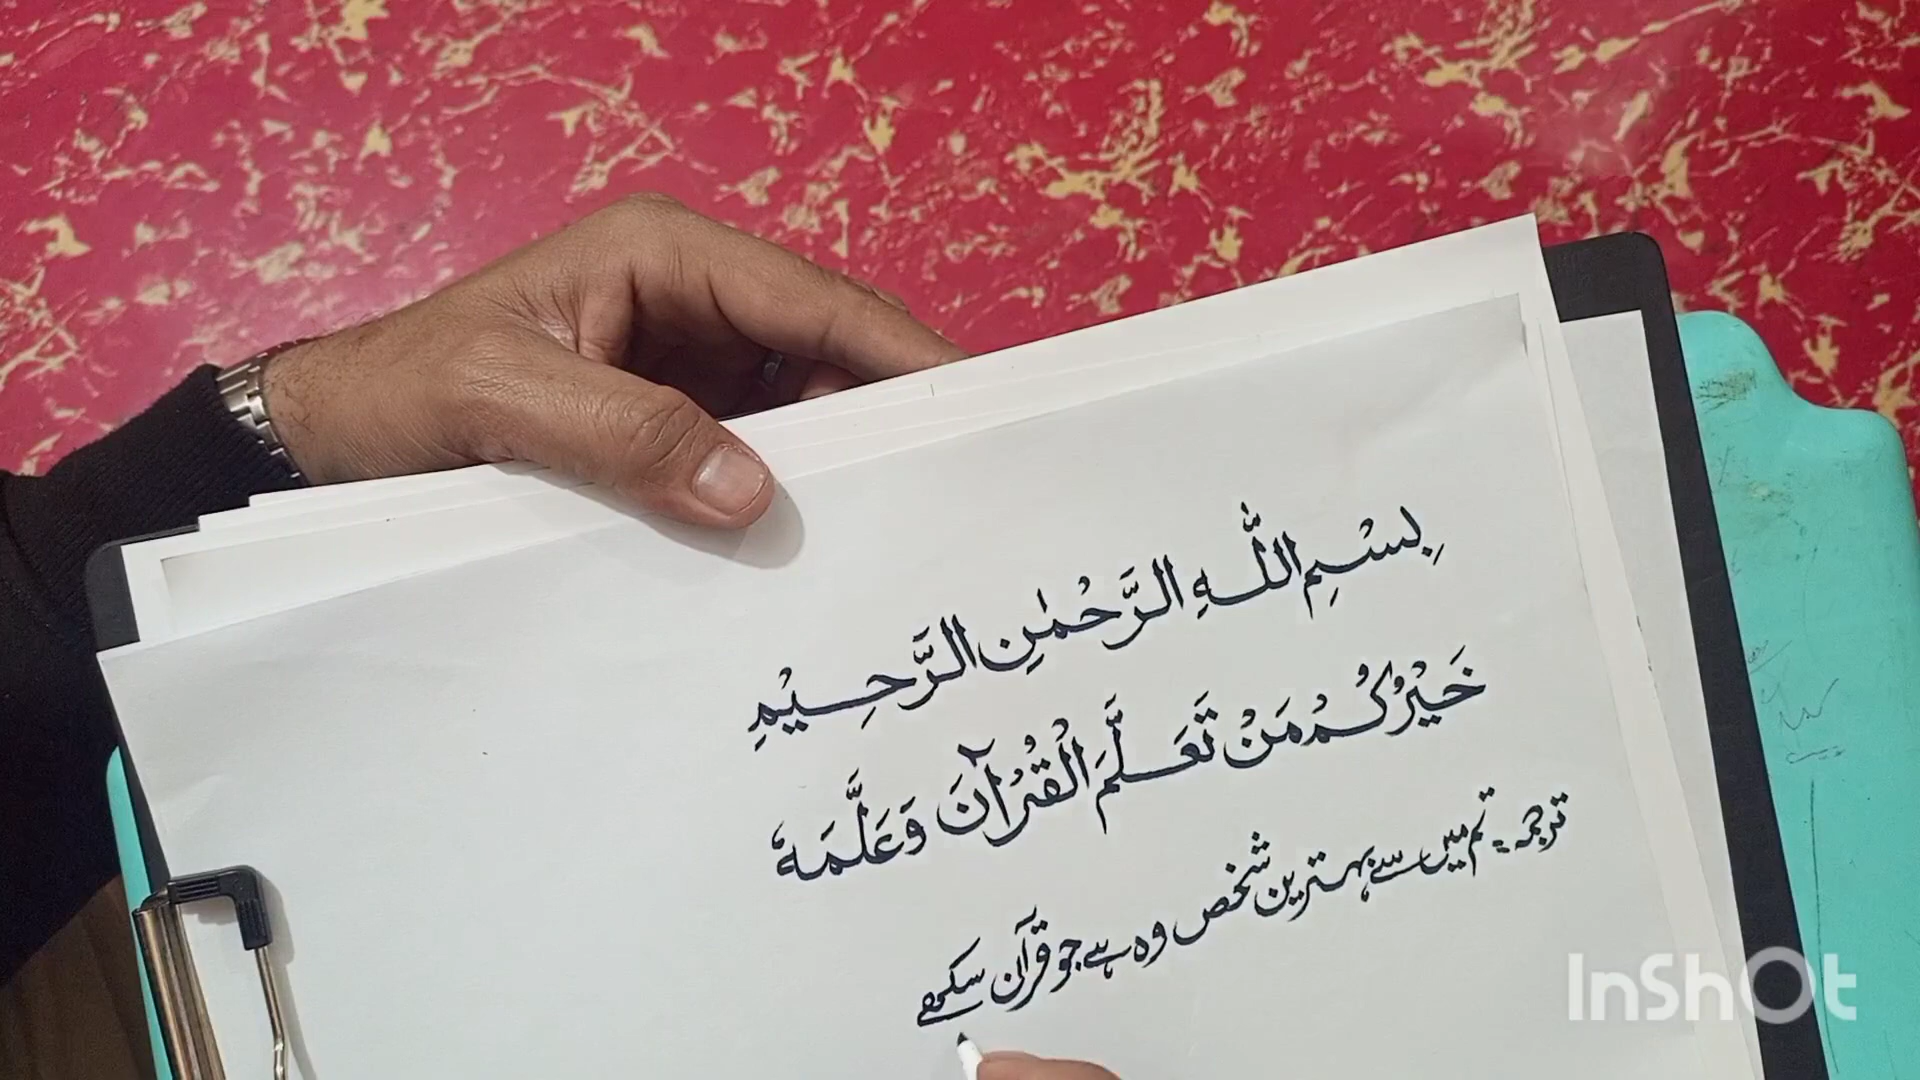 بِسْمِ اللّٰهِ الرَّحْمٰنِ الرَّحِيْمِ
خَيْرُكُمْ مَنْ تَعَلَّمَ الْقُرْآنَ وَعَلَّمَهٗ
ترجمہ۔ تم میں سے بہترین شخص وہ ہے جو قرآن سیکھے
InShOt